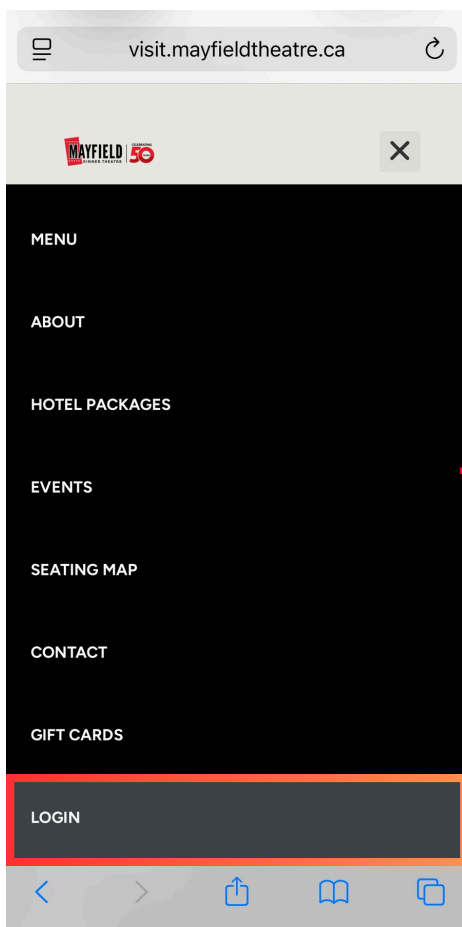 visit.mayfieldtheatre.ca
MAYFIELD
DINNER THEATRE
CELEBRATING
50
MENU
ABOUT
HOTEL PACKAGES
EVENTS
SEATING MAP
CONTACT
GIFT CARDS
LOGIN